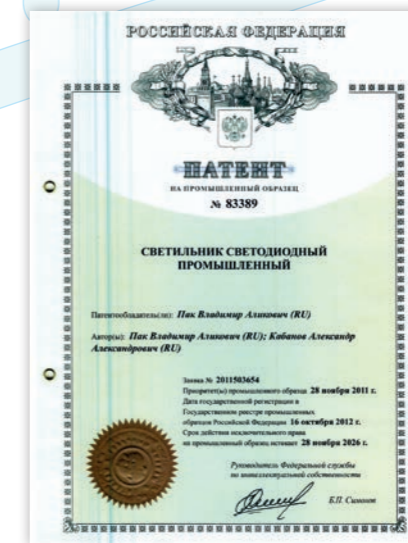 РОССИЙСКАЯ ФЕДЕРАЦИЯ
ПАТЕНТ
НА ПРОМЫШЛЕННЫЙ ОБРАЗЕЦ
№ 83389
СВЕТИЛЬНИК СВЕТОДИОДНЫЙ
ПРОМЫШЛЕННЫЙ
Патентообладатель(ли): Пак Владимир Аликович (RU)
Автор(ы): Пак Владимир Аликович (RU); Кабанов Александр
Александрович (RU)
Заявка № 2011503654
Приоритет(ы) промышленного образца 28 ноября 2011 г.
Дата государственной регистрации в
Государственном реестре промышленных
образцов Российской Федерации 16 октября 2012 г.
Срок действия исключительного права
на промышленный образец истекает 28 ноября 2026 г.
Руководитель Федеральной службы
по интеллектуальной собственности
Б.П. Симонов